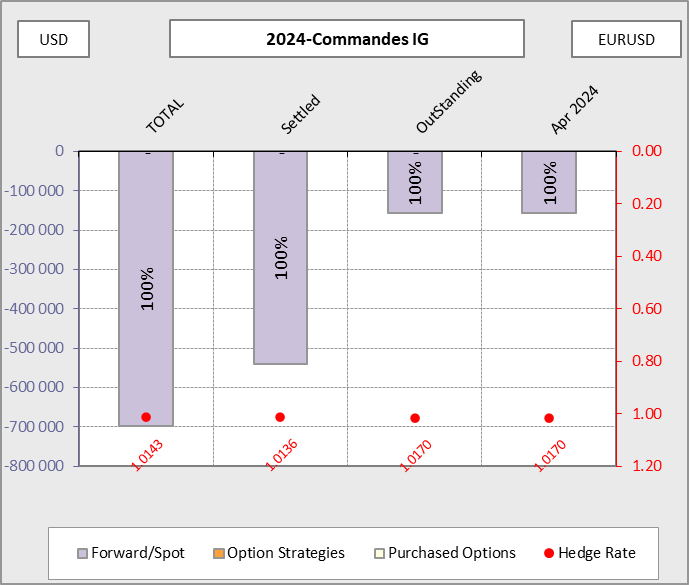 USD
2024-Commandes IG
EURUSD
TOTAL
Settled
OutStanding
Apr 2024
0
-100 000
-200 000
-300 000
-400 000
-500 000
-600 000
-700 000
-800 000
0.00
0.20
0.40
0.60
0.80
1.00
1.20
100%
100%
100%
100%
1.0143
1.0136
1.0170
1.0170
Forward/Spot
Option Strategies
Purchased Options
Hedge Rate